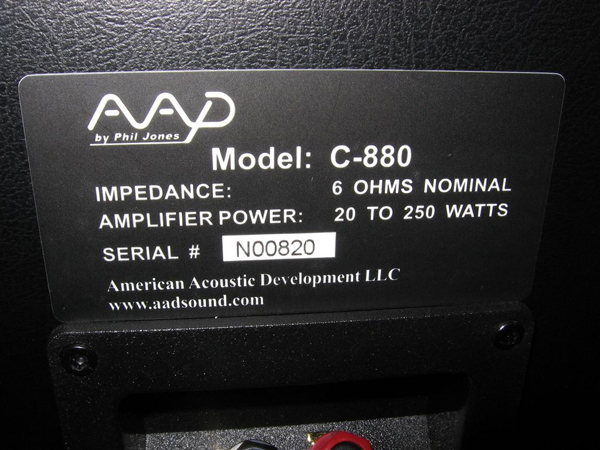 AAD
by Phil Jones
Model: C-880
IMPEDANCE: 6 OHMS NOMINAL
AMPLIFIER POWER: 20 TO 250 WATTS
SERIAL # N00820
American Acoustic Development LLC
www.aadsound.com